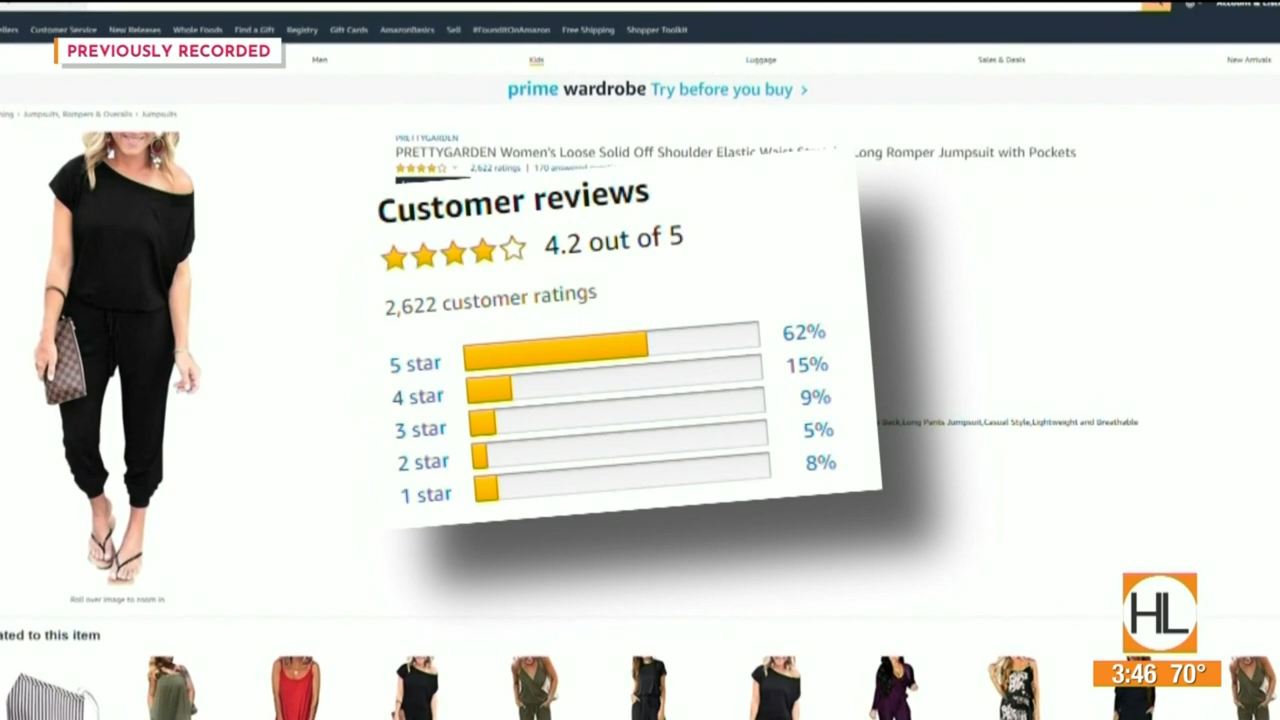 Account & Lis
llers Customer Service New Releases Whole Foods Find a Gift Registry Gift Cards AmazonBasics Sell #FoundItOnAmazon Free Shipping Shopper Toolkit
PREVIOUSLY RECORDED
Men Kids Luggage Sales & Deals New Arrivals
prime wardrobe Try before you buy ›
ing › Jumpsuits, Rompers & Overalls › Jumpsuits
PRETTYGARDEN
PRETTYGARDEN Women's Loose Solid Off Shoulder Elastic Waist Long Romper Jumpsuit with Pockets
2,622 ratings | 170 answered
Customer reviews
4.2 out of 5
2,622 customer ratings
5 star 62%
4 star 15%
3 star 9%
2 star 5%
1 star 8%
Back,Long Pants Jumpsuit,Casual Style,Lightweight and Breathable
Roll over image to zoom in
ated to this item
HL
3:46 70°